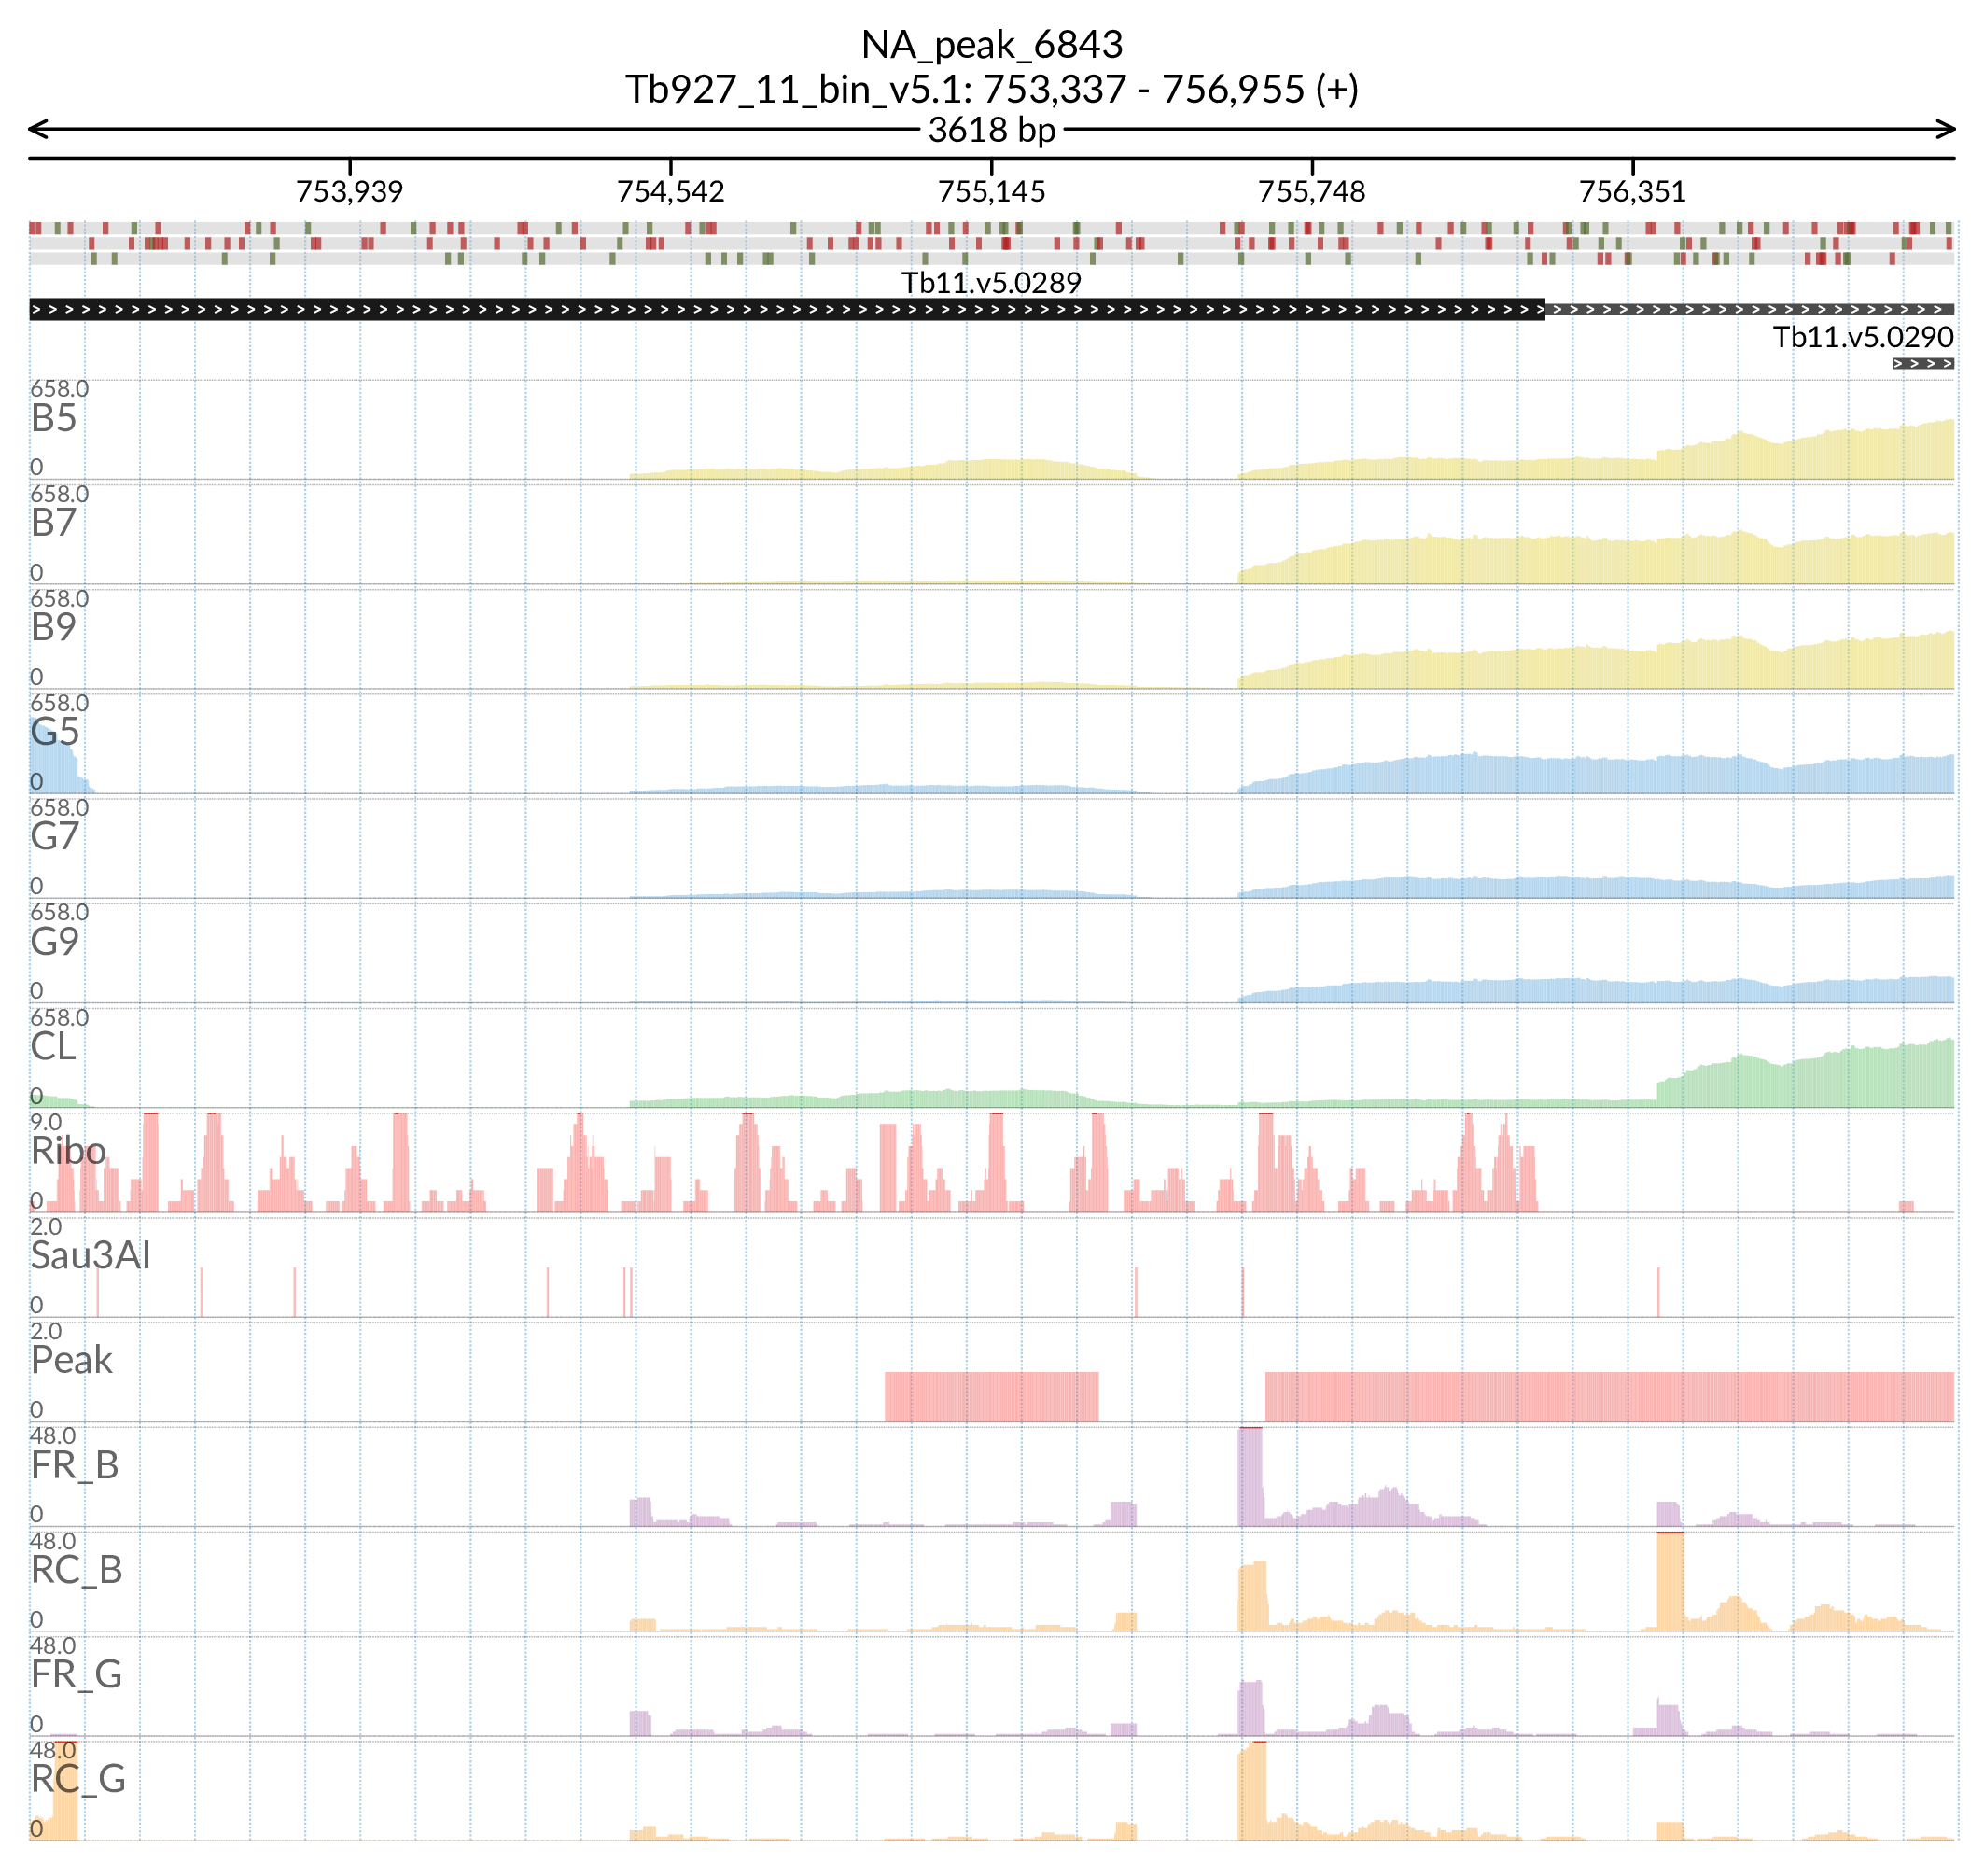 NA_peak_6843
Tb927_11_bin_v5.1: 753,337 - 756,955 (+)
3618 bp
753,939 754,542 755,145 755,748 756,351
Tb11.v5.0289
Tb11.v5.0290
658.0
B5
0
658.0
B7
0
658.0
B9
0
658.0
G5
0
658.0
G7
0
658.0
G9
0
658.0
CL
0
9.0
Ribo
0
2.0
Sau3AI
0
2.0
Peak
0
48.0
FR_B
0
48.0
RC_B
0
48.0
FR_G
0
48.0
RC_G
0